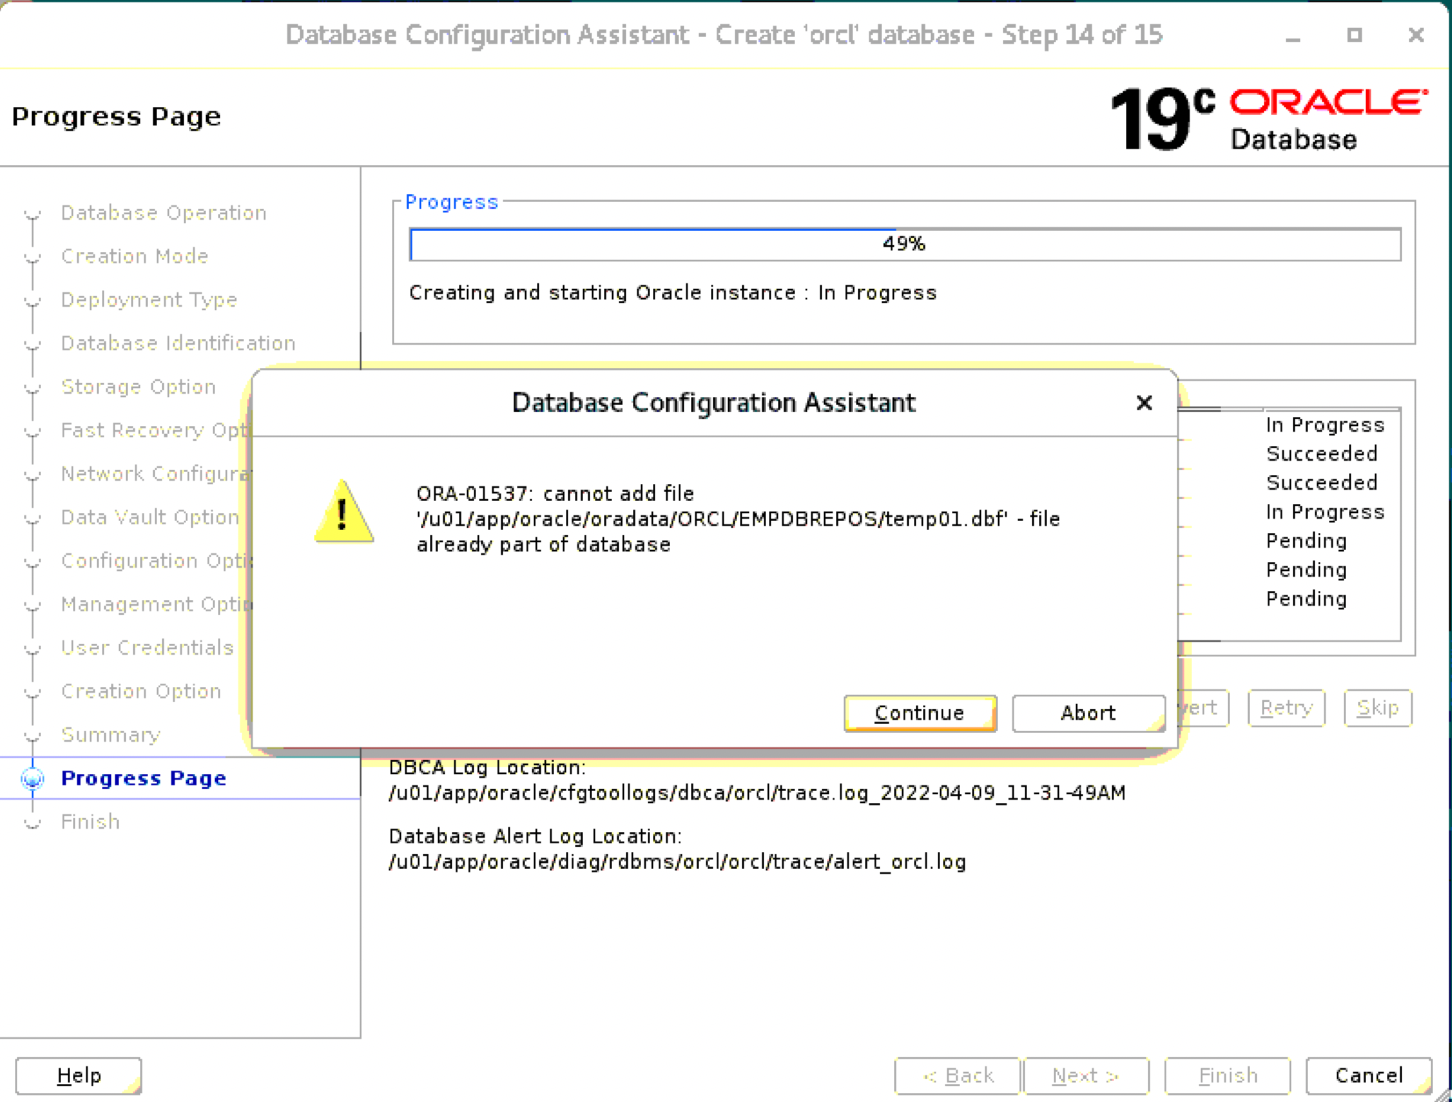 Database Configuration Assistant - Create 'orcl' database - Step 14 of 15
Progress Page
19c ORACLE
Database
Database Operation
Creation Mode
Deployment Type
Database Identification
Storage Option
Fast Recovery Opt
Network Configura
Data Vault Option
Configuration Opti
Management Optio
User Credentials
Creation Option
Summary
Progress Page
Finish
Progress
49%
Creating and starting Oracle instance : In Progress
Database Configuration Assistant
ORA-01537: cannot add file
'/u01/app/oracle/oradata/ORCL/EMPDBREPOS/temp01.dbf' - file
already part of database
Continue
Abort
In Progress
Succeeded
Succeeded
In Progress
Pending
Pending
Pending
vert
Retry
Skip
DBCA Log Location:
/u01/app/oracle/cfgtoollogs/dbca/orcl/trace.log_2022-04-09_11-31-49AM
Database Alert Log Location:
/u01/app/oracle/diag/rdbms/orcl/orcl/trace/alert_orcl.log
Help
< Back
Next >
Finish
Cancel